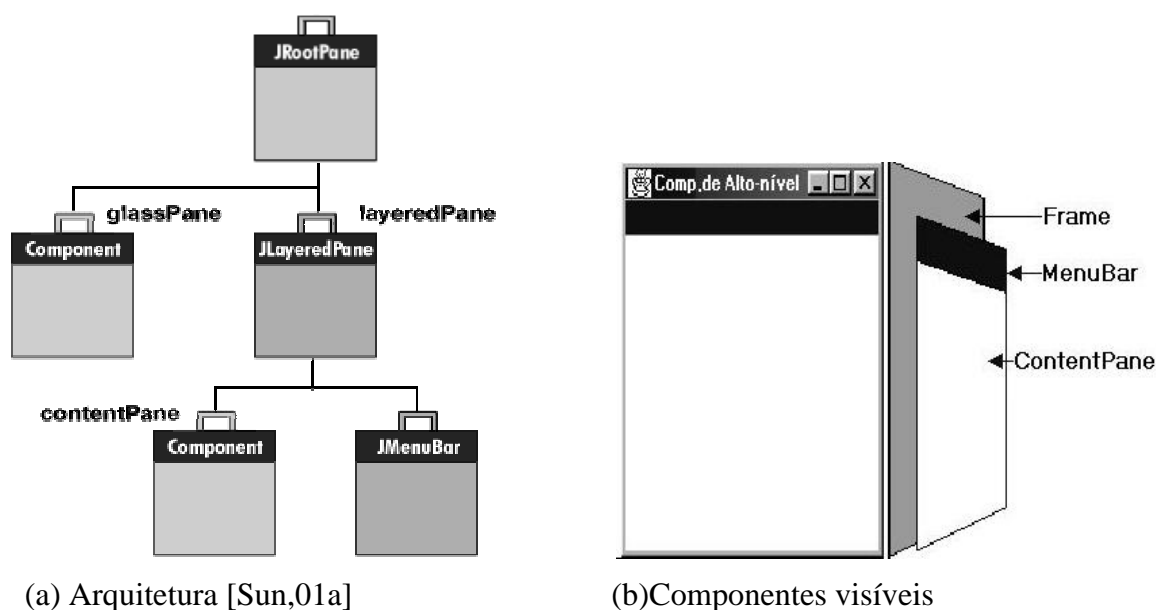 JRootPane
glassPane
layeredPane
Component
JLayeredPane
contentPane
Component
JMenuBar
Comp.de Alto-nível
Frame
MenuBar
ContentPane
(a) Arquitetura [Sun,01a]
(b)Componentes visíveis